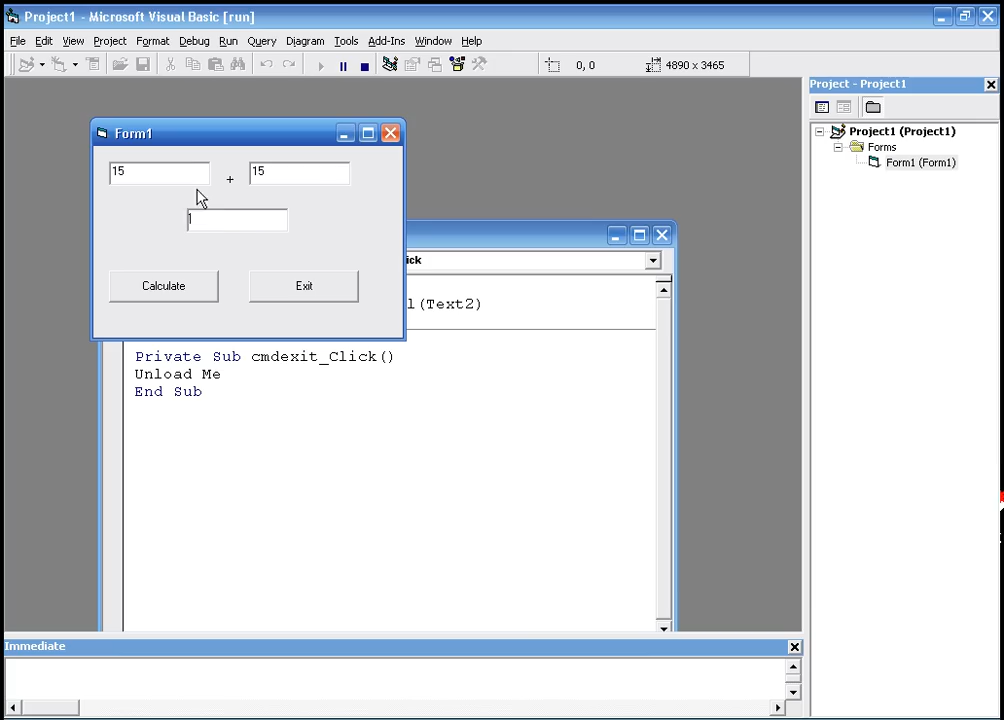 Project1 - Microsoft Visual Basic [run]
File Edit View Project Format Debug Run Query Diagram Tools Add-Ins Window Help
0, 0 4890 x 3465
Project - Project1
Project1 (Project1)
Forms
Form1 (Form1)
Form1
15 + 15
Calculate Exit
ick
l(Text2)
Private Sub cmdexit_Click()
Unload Me
End Sub
Immediate